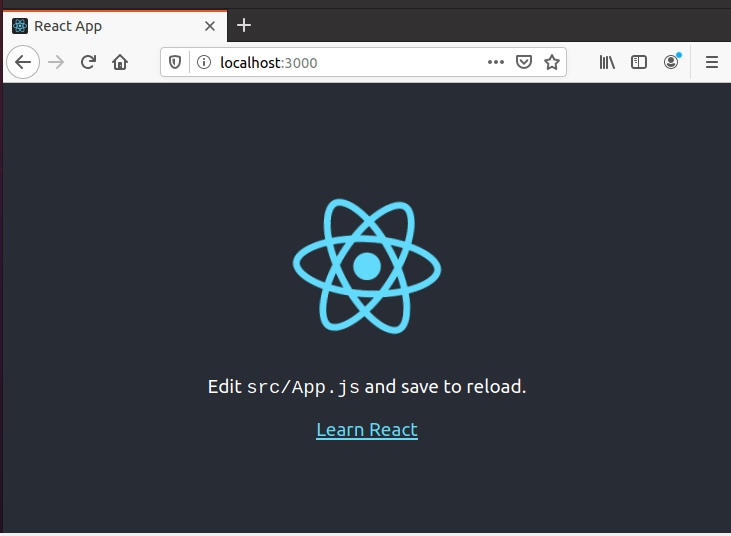 React App
localhost:3000
Edit src/App.js and save to reload.
Learn React